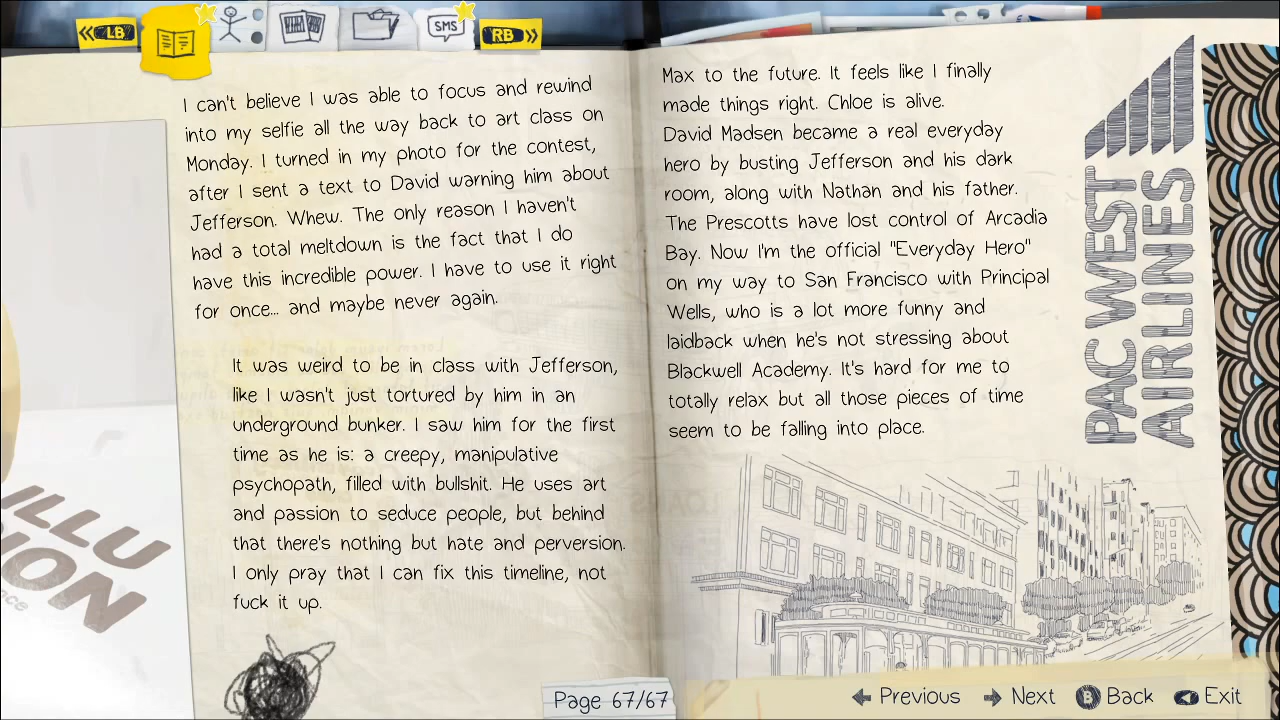 LB
SMS
RB
I can't believe I was able to focus and rewind
into my selfie all the way back to art class on
Monday. I turned in my photo for the contest,
after I sent a text to David warning him about
Jefferson. Whew. The only reason I haven't
had a total meltdown is the fact that I do
have this incredible power. I have to use it right
for once... and maybe never again.
It was weird to be in class with Jefferson,
like I wasn't just tortured by him in an
underground bunker. I saw him for the first
time as he is: a creepy, manipulative
psychopath, filled with bullshit. He uses art
and passion to seduce people, but behind
that there's nothing but hate and perversion.
I only pray that I can fix this timeline, not
fuck it up.
Max to the future. It feels like I finally
made things right. Chloe is alive.
David Madsen became a real everyday
hero by busting Jefferson and his dark
room, along with Nathan and his father.
The Prescotts have lost control of Arcadia
Bay. Now I'm the official "Everyday Hero"
on my way to San Francisco with Principal
Wells, who is a lot more funny and
laidback when he's not stressing about
Blackwell Academy. It's hard for me to
totally relax but all those pieces of time
seem to be falling into place.
PAC WEST
AIRLINES
ILLU
ION
Page 67/67
Previous
Next
B Back
Exit